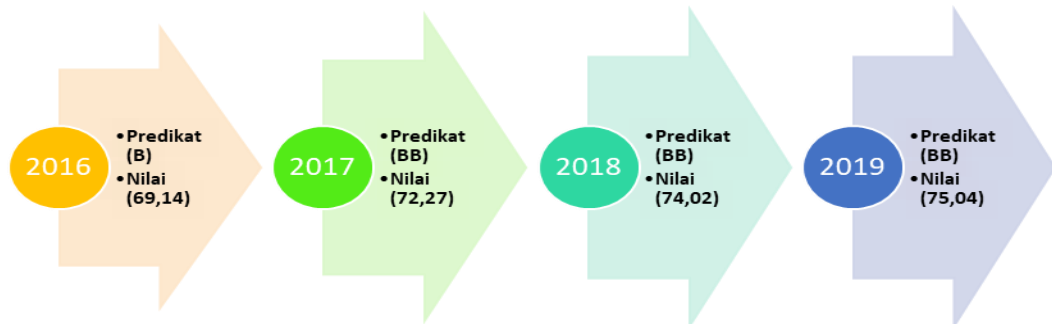 2016
•Predikat
(B)
•Nilai
(69,14)
2017
•Predikat
(BB)
•Nilai
(72,27)
2018
•Predikat
(BB)
•Nilai
(74,02)
2019
•Predikat
(BB)
•Nilai
(75,04)